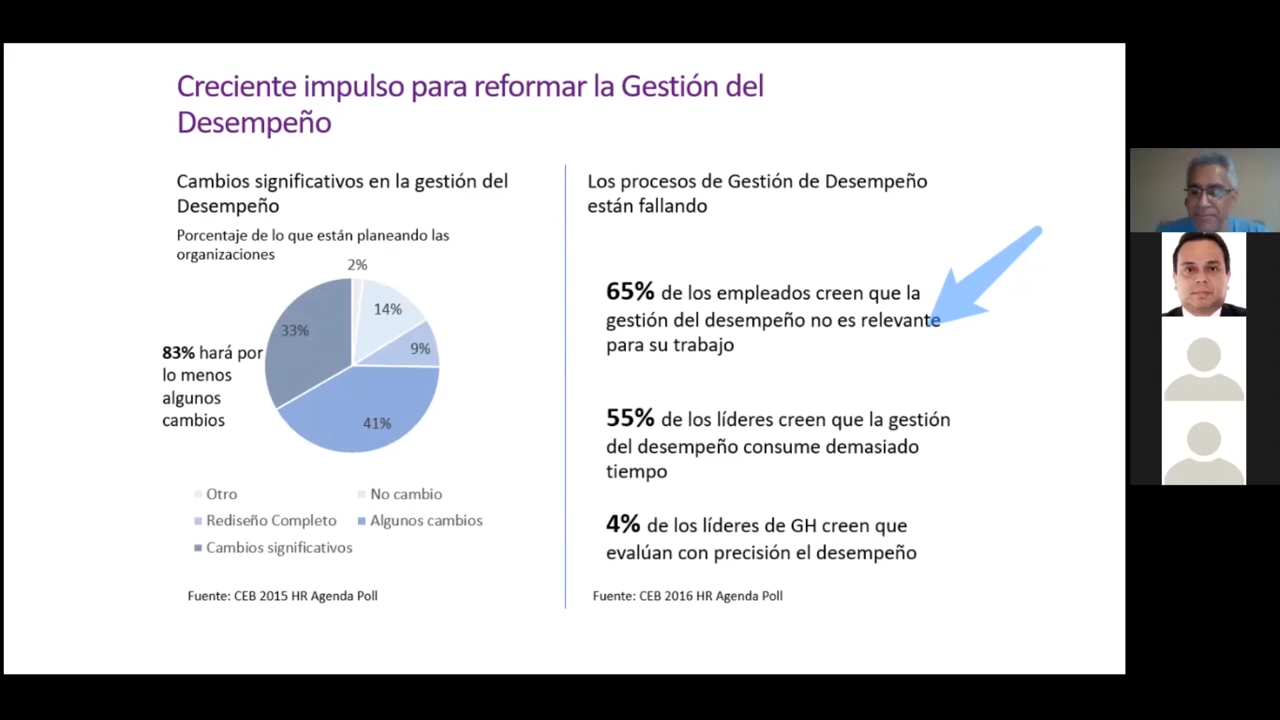 Creciente impulso para reformar la Gestión del
Desempeño
Cambios significativos en la gestión del
Desempeño
Porcentaje de lo que están planeando las
organizaciones
2%
14%
33%
9%
41%
83% hará por
lo menos
algunos
cambios
Otro
No cambio
Rediseño Completo
Algunos cambios
Cambios significativos
Fuente: CEB 2015 HR Agenda Poll
Los procesos de Gestión de Desempeño
están fallando
65% de los empleados creen que la
gestión del desempeño no es relevante
para su trabajo
55% de los líderes creen que la gestión
del desempeño consume demasiado
tiempo
4% de los líderes de GH creen que
evalúan con precisión el desempeño
Fuente: CEB 2016 HR Agenda Poll